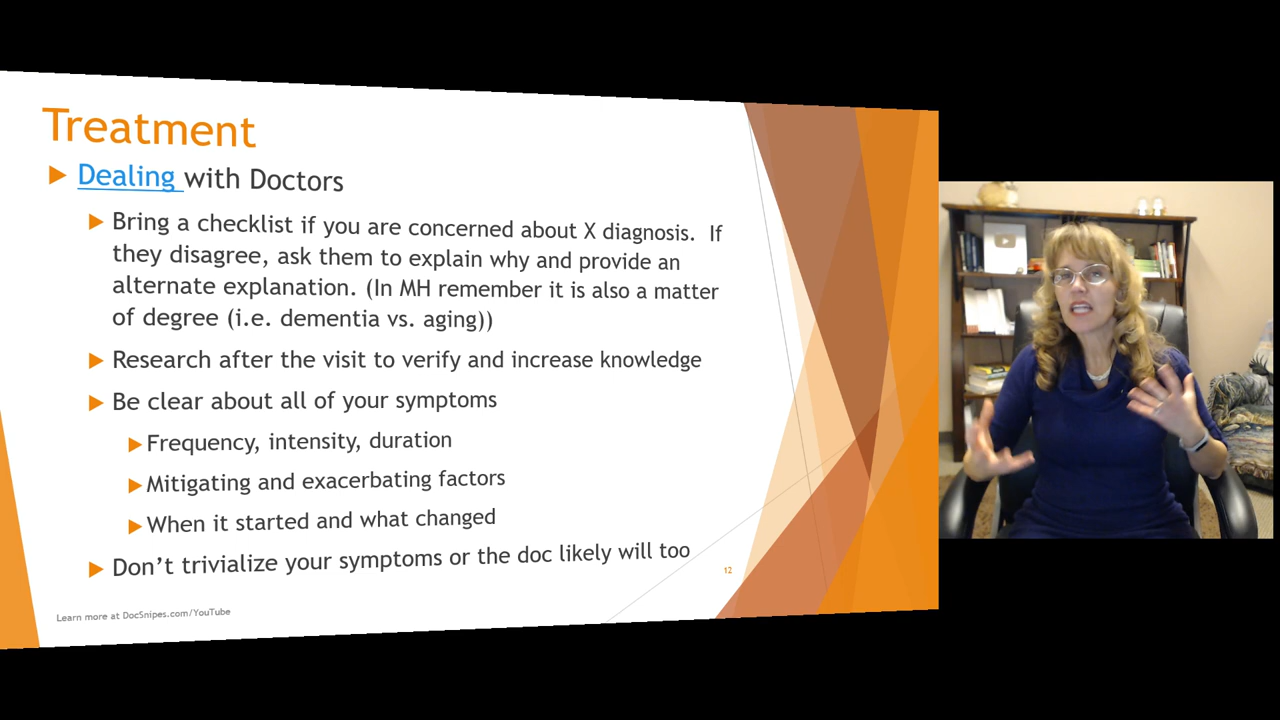 Treatment
Dealing with Doctors
Bring a checklist if you are concerned about X diagnosis. If
they disagree, ask them to explain why and provide an
alternate explanation. (In MH remember it is also a matter
of degree (i.e. dementia vs. aging))
Research after the visit to verify and increase knowledge
Be clear about all of your symptoms
Frequency, intensity, duration
Mitigating and exacerbating factors
When it started and what changed
Don’t trivialize your symptoms or the doc likely will too
12
Learn more at DocSnipes.com/YouTube